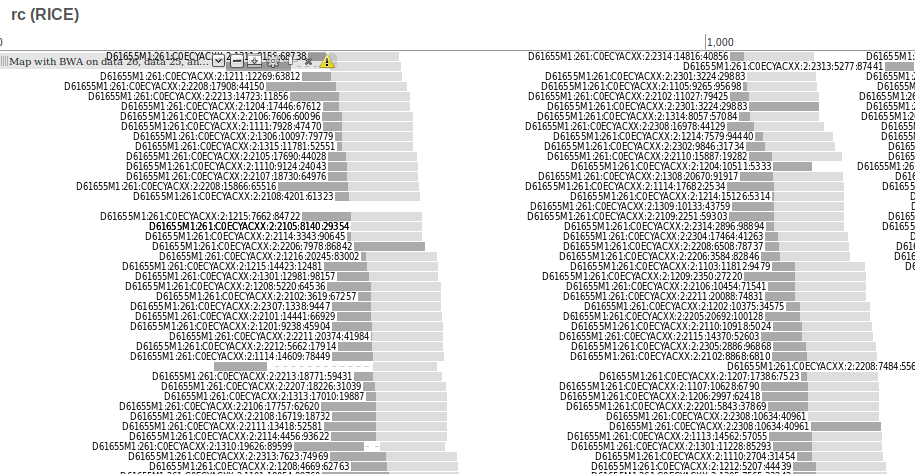 rc (RICE)
0
1,000
Map with BWA on data 26, data 25, an...
D61655M1:261:C0ECYACXX:2:1211:12269:63812
D61655M1:261:C0ECYACXX:2:2208:17908:44150
D61655M1:261:C0ECYACXX:2:2213:14723:11856
D61655M1:261:C0ECYACXX:2:1204:17446:67612
D61655M1:261:C0ECYACXX:2:2106:7606:60096
D61655M1:261:C0ECYACXX:2:1111:7928:47470
D61655M1:261:C0ECYACXX:2:1306:10097:79779
D61655M1:261:C0ECYACXX:2:1315:11781:52551
D61655M1:261:C0ECYACXX:2:2105:17690:44028
D61655M1:261:C0ECYACXX:2:1110:9124:24043
D61655M1:261:C0ECYACXX:2:2107:18730:64976
D61655M1:261:C0ECYACXX:2:2208:15866:65516
D61655M1:261:C0ECYACXX:2:2108:4201:61323
D61655M1:261:C0ECYACXX:2:1215:7662:84722
D61655M1:261:C0ECYACXX:2:2105:8140:29354
D61655M1:261:C0ECYACXX:2:2114:3343:90645
D61655M1:261:C0ECYACXX:2:2206:7978:86842
D61655M1:261:C0ECYACXX:2:1216:20245:83002
D61655M1:261:C0ECYACXX:2:1215:14423:12481
D61655M1:261:C0ECYACXX:2:1301:12981:98157
D61655M1:261:C0ECYACXX:2:1208:5220:64536
D61655M1:261:C0ECYACXX:2:2102:3619:67257
D61655M1:261:C0ECYACXX:2:2307:1338:9447
D61655M1:261:C0ECYACXX:2:2101:14441:66929
D61655M1:261:C0ECYACXX:2:1201:9238:45904
D61655M1:261:C0ECYACXX:2:2211:20374:41984
D61655M1:261:C0ECYACXX:2:2212:5662:17914
D61655M1:261:C0ECYACXX:2:1114:14609:78449
D61655M1:261:C0ECYACXX:2:2213:18771:59431
D61655M1:261:C0ECYACXX:2:2207:18226:31039
D61655M1:261:C0ECYACXX:2:1313:17010:19887
D61655M1:261:C0ECYACXX:2:2106:17757:62620
D61655M1:261:C0ECYACXX:2:2108:16719:18732
D61655M1:261:C0ECYACXX:2:2111:13418:52581
D61655M1:261:C0ECYACXX:2:2114:4456:93622
D61655M1:261:C0ECYACXX:2:1310:19626:89599
D61655M1:261:C0ECYACXX:2:2313:7623:74969
D61655M1:261:C0ECYACXX:2:1208:4669:62763
D61655M1:261:C0ECYACXX:2:2314:14816:40856
D61655M1:261:C0ECYACXX:2:2313:5277:87441
D61655M1:261:C0ECYACXX:2:2301:3224:29883
D61655M1:261:C0ECYACXX:2:1105:9265:95698
D61655M1:261:C0ECYACXX:2:2102:11027:79425
D61655M1:261:C0ECYACXX:2:2301:3224:29883
D61655M1:261:C0ECYACXX:2:1314:8057:57084
D61655M1:261:C0ECYACXX:2:2308:16978:44129
D61655M1:261:C0ECYACXX:2:1214:7579:94440
D61655M1:261:C0ECYACXX:2:2302:9846:31734
D61655M1:261:C0ECYACXX:2:2110:15887:19282
D61655M1:261:C0ECYACXX:2:1204:10511:5333
D61655M1:261:C0ECYACXX:2:1308:20670:91917
D61655M1:261:C0ECYACXX:2:1114:17682:2534
D61655M1:261:C0ECYACXX:2:1214:15126:5314
D61655M1:261:C0ECYACXX:2:1309:10133:43759
D61655M1:261:C0ECYACXX:2:2109:2251:59303
D61655M1:261:C0ECYACXX:2:2314:2896:98894
D61655M1:261:C0ECYACXX:2:2304:17464:41263
D61655M1:261:C0ECYACXX:2:2208:6508:78737
D61655M1:261:C0ECYACXX:2:2206:3584:82846
D61655M1:261:C0ECYACXX:2:1103:11812:9479
D61655M1:261:C0ECYACXX:2:1109:2350:27220
D61655M1:261:C0ECYACXX:2:2106:10454:71541
D61655M1:261:C0ECYACXX:2:2211:20088:74831
D61655M1:261:C0ECYACXX:2:1202:10375:34575
D61655M1:261:C0ECYACXX:2:2205:20692:100128
D61655M1:261:C0ECYACXX:2:2110:10918:5024
D61655M1:261:C0ECYACXX:2:2115:14370:52603
D61655M1:261:C0ECYACXX:2:2305:2886:96868
D61655M1:261:C0ECYACXX:2:2102:8868:6810
D61655M1:261:C0ECYACXX:2:2208:7484:556
D61655M1:261:C0ECYACXX:2:1207:17386:7523
D61655M1:261:C0ECYACXX:2:1107:10628:6790
D61655M1:261:C0ECYACXX:2:1206:2997:62418
D61655M1:261:C0ECYACXX:2:2201:5843:37869
D61655M1:261:C0ECYACXX:2:2308:10634:40961
D61655M1:261:C0ECYACXX:2:2308:10634:40961
D61655M1:261:C0ECYACXX:2:1113:14562:57055
D61655M1:261:C0ECYACXX:2:1301:11228:85293
D61655M1:261:C0ECYACXX:2:1110:2704:31454
D61655M1:261:C0ECYACXX:2:1212:5207:44439